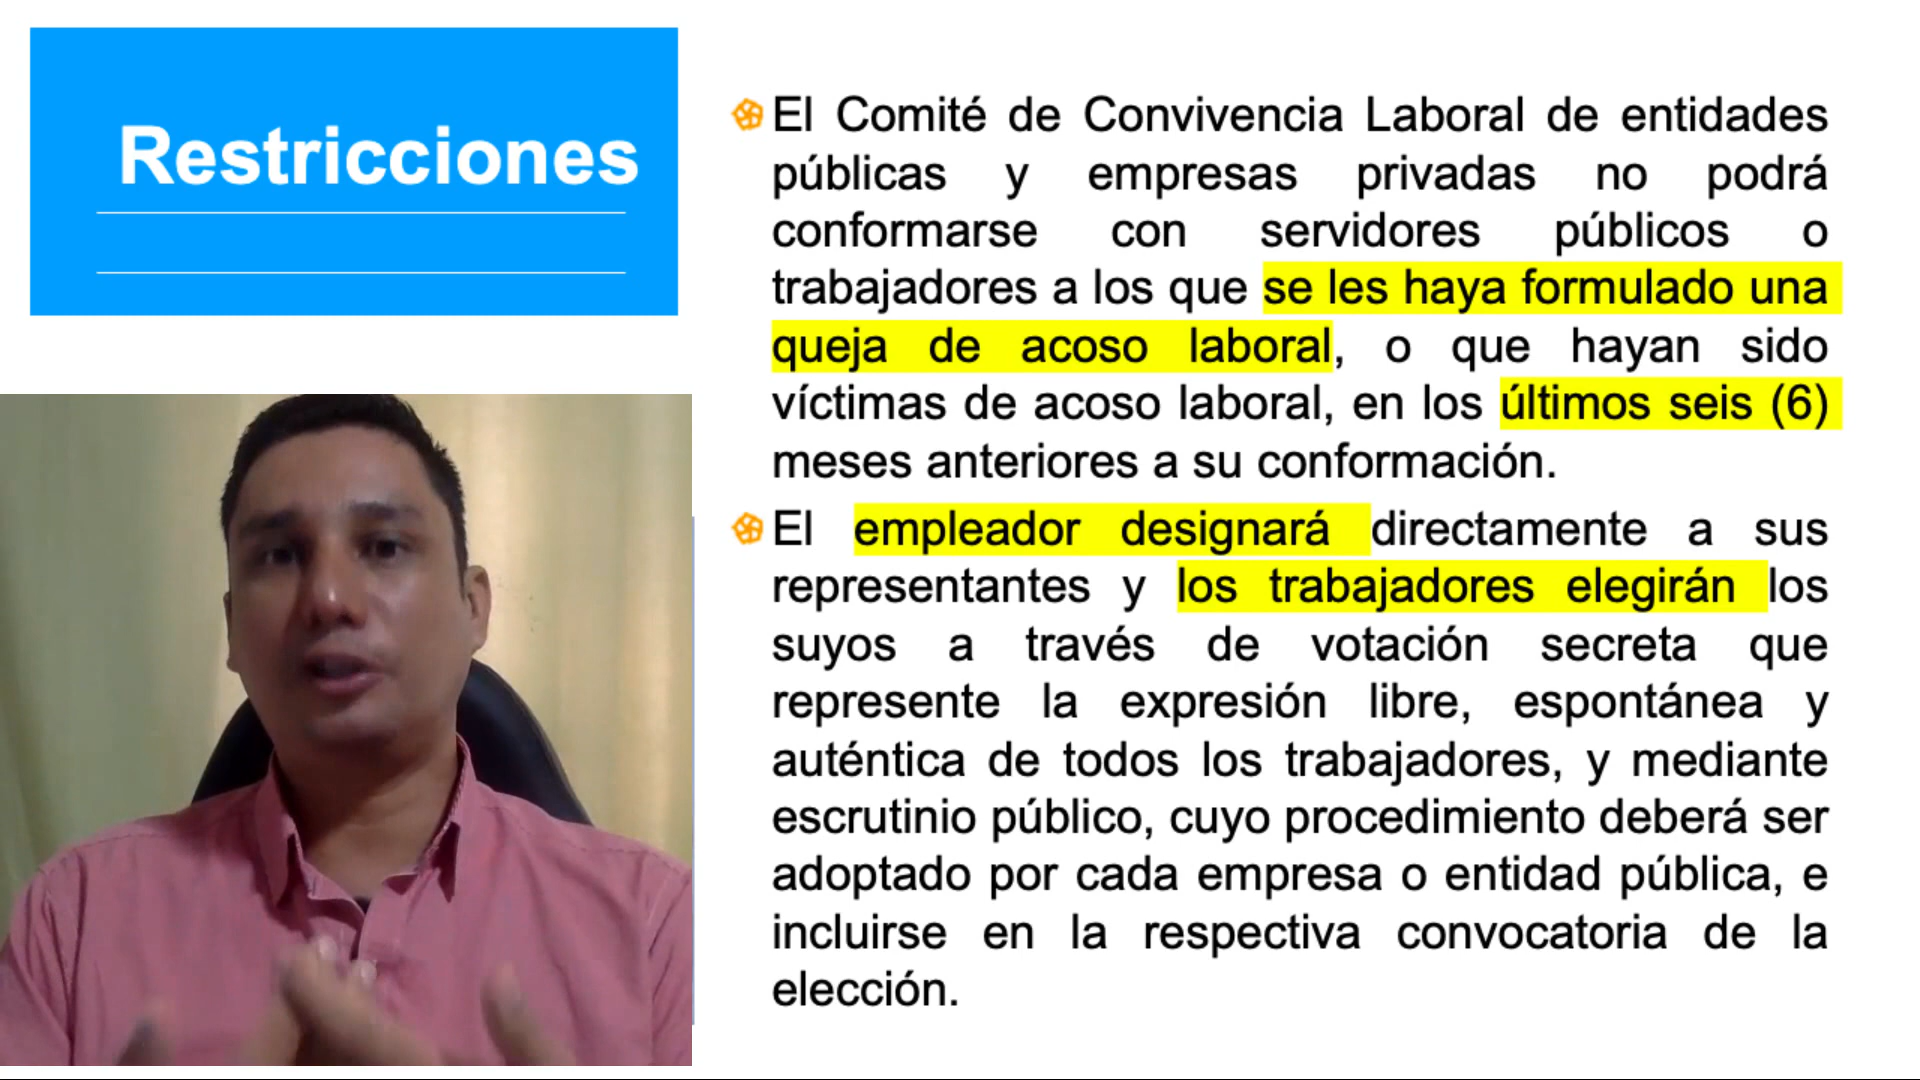 Restricciones
El Comité de Convivencia Laboral de entidades
públicas y empresas privadas no podrá
conformarse con servidores públicos o
trabajadores a los que se les haya formulado una
queja de acoso laboral, o que hayan sido
víctimas de acoso laboral, en los últimos seis (6)
meses anteriores a su conformación.
El empleador designará directamente a sus
representantes y los trabajadores elegirán los
suyos a través de votación secreta que
represente la expresión libre, espontánea y
auténtica de todos los trabajadores, y mediante
escrutinio público, cuyo procedimiento deberá ser
adoptado por cada empresa o entidad pública, e
incluirse en la respectiva convocatoria de la
elección.